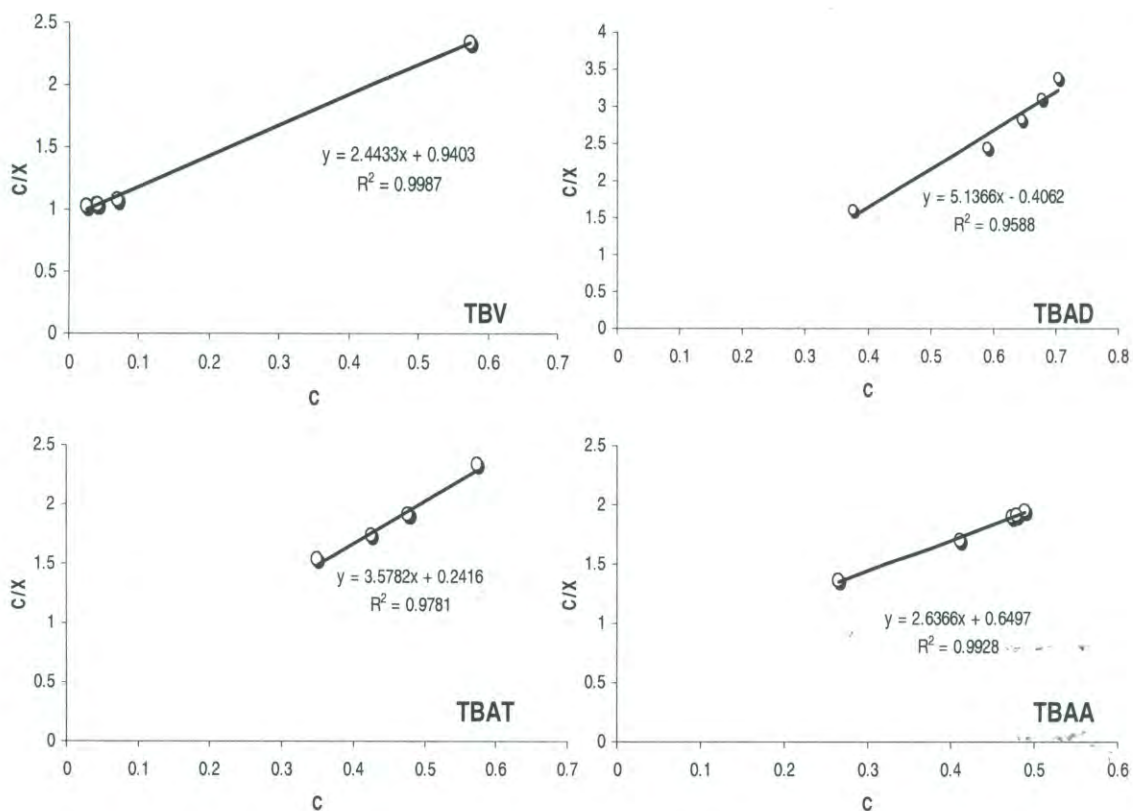 2.5
2
1.5
1
0.5
0
C/X
y = 2.4433x + 0.9403
R² = 0.9987
TBV
0 0.1 0.2 0.3 0.4 0.5 0.6 0.7
C
4
3.5
3
2.5
2
1.5
1
0.5
0
C/X
y = 5.1366x - 0.4062
R² = 0.9588
TBAD
0 0.1 0.2 0.3 0.4 0.5 0.6 0.7 0.8
C
2.5
2
1.5
1
0.5
0
C/X
y = 3.5782x + 0.2416
R² = 0.9781
TBAT
0 0.1 0.2 0.3 0.4 0.5 0.6 0.7
C
2.5
2
1.5
1
0.5
0
C/X
y = 2.6366x + 0.6497
R² = 0.9928
TBAA
0 0.1 0.2 0.3 0.4 0.5 0.6
C